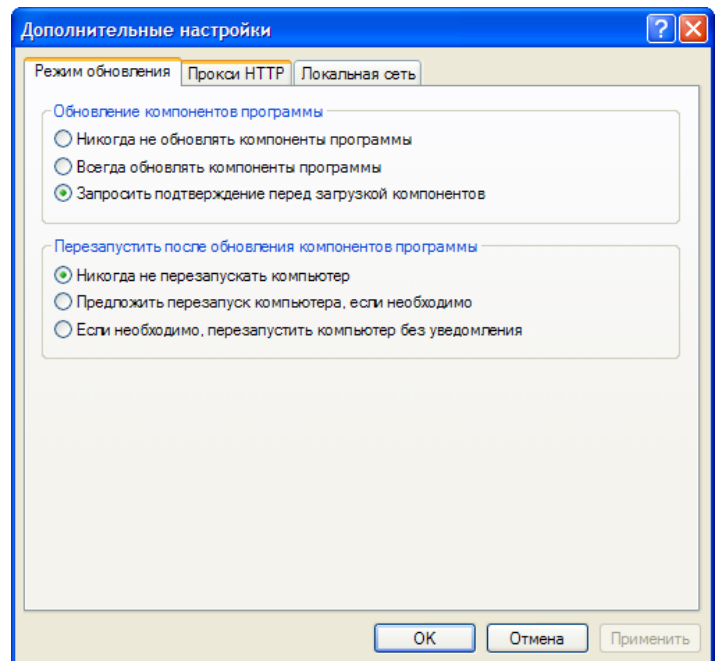 Дополнительные настройки
Режим обновления Прокси HTTP Локальная сеть
Обновление компонентов программы
Никогда не обновлять компоненты программы
Всегда обновлять компоненты программы
Запросить подтверждение перед загрузкой компонентов
Перезапустить после обновления компонентов программы
Никогда не перезапускать компьютер
Предложить перезапуск компьютера, если необходимо
Если необходимо, перезапустить компьютер без уведомления
OK Отмена Применить